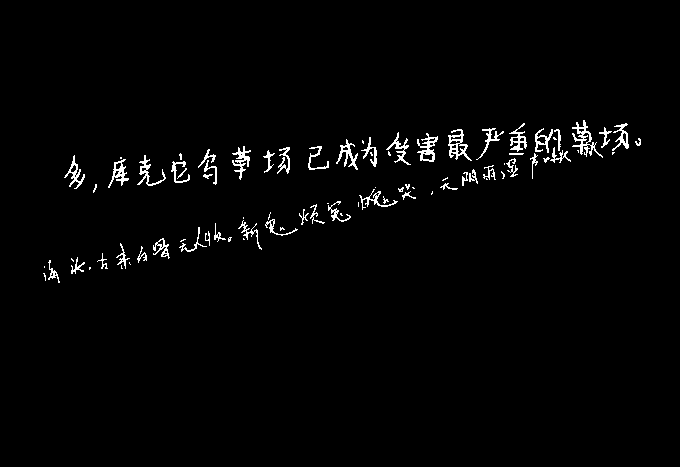 多,库克它乌草场已成为受害最严重的草场。
海头.古来白骨无人收。新鬼烦冤旧鬼哭,天阴雨湿声啾啾